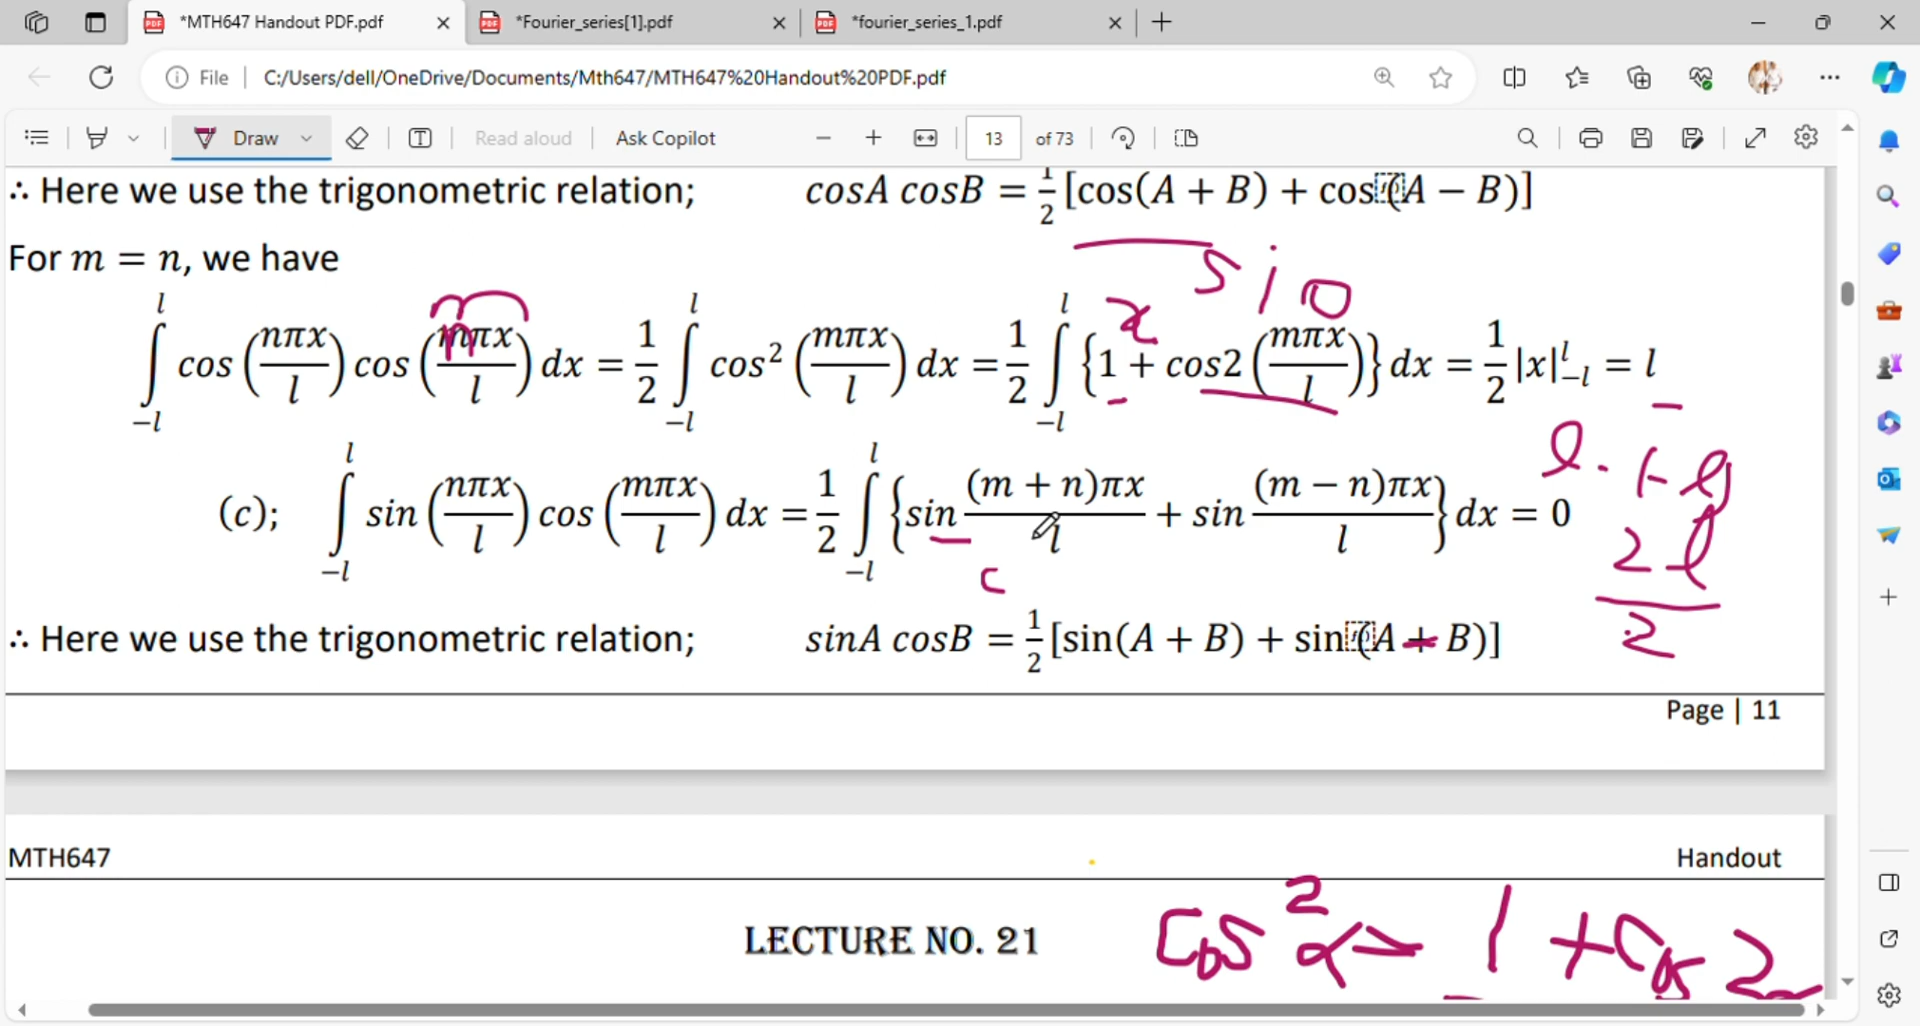 *MTH647 Handout PDF.pdf
*Fourier_series[1].pdf
*fourier_series_1.pdf
File
C:/Users/dell/OneDrive/Documents/Mth647/MTH647%20Handout%20PDF.pdf
Draw
Read aloud
Ask Copilot
13 of 73
∴ Here we use the trigonometric relation; cosA cosB = 1/2 [cos(A + B) + cos (A − B)]
For m = n, we have
s i o
n
x
∫_{−l}^{l} cos (nπx/l) cos (mπx/l) dx = 1/2 ∫_{−l}^{l} cos² (mπx/l) dx = 1/2 ∫_{−l}^{l} {1 + cos2 (mπx/l)} dx = 1/2 |x|_{−l}^{l} = l
(c); ∫_{−l}^{l} sin (nπx/l) cos (mπx/l) dx = 1/2 ∫_{−l}^{l} {sin (m + n)πx/l + sin (m − n)πx/l} dx = 0
c
2l
2
∴ Here we use the trigonometric relation; sinA cosB = 1/2 [sin(A + B) + sin (A − B)]
Page | 11
MTH647 Handout
LECTURE NO. 21
Cos²α = 1 + Cos 2